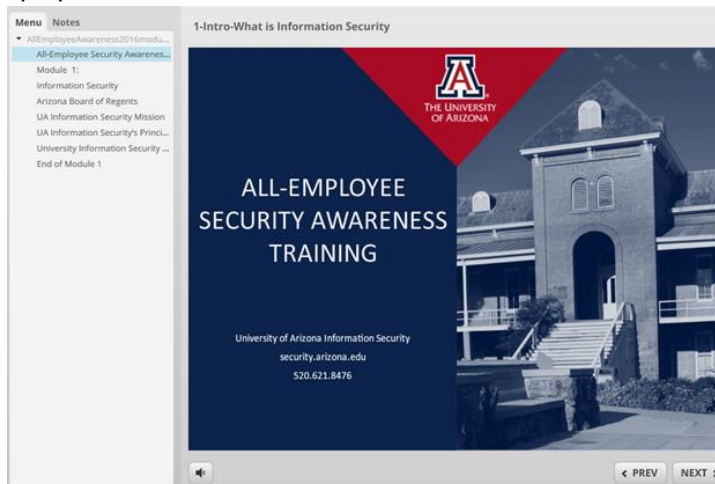 Menu Notes
AllEmployeeAwareness2016modu...
All-Employee Security Awarenes...
Module 1:
Information Security
Arizona Board of Regents
UA Information Security Mission
UA Information Security's Princi...
University Information Security ...
End of Module 1
1-Intro-What is Information Security
A
THE UNIVERSITY
OF ARIZONA
ALL-EMPLOYEE
SECURITY AWARENESS
TRAINING
University of Arizona Information Security
security.arizona.edu
520.621.8476
PREV NEXT